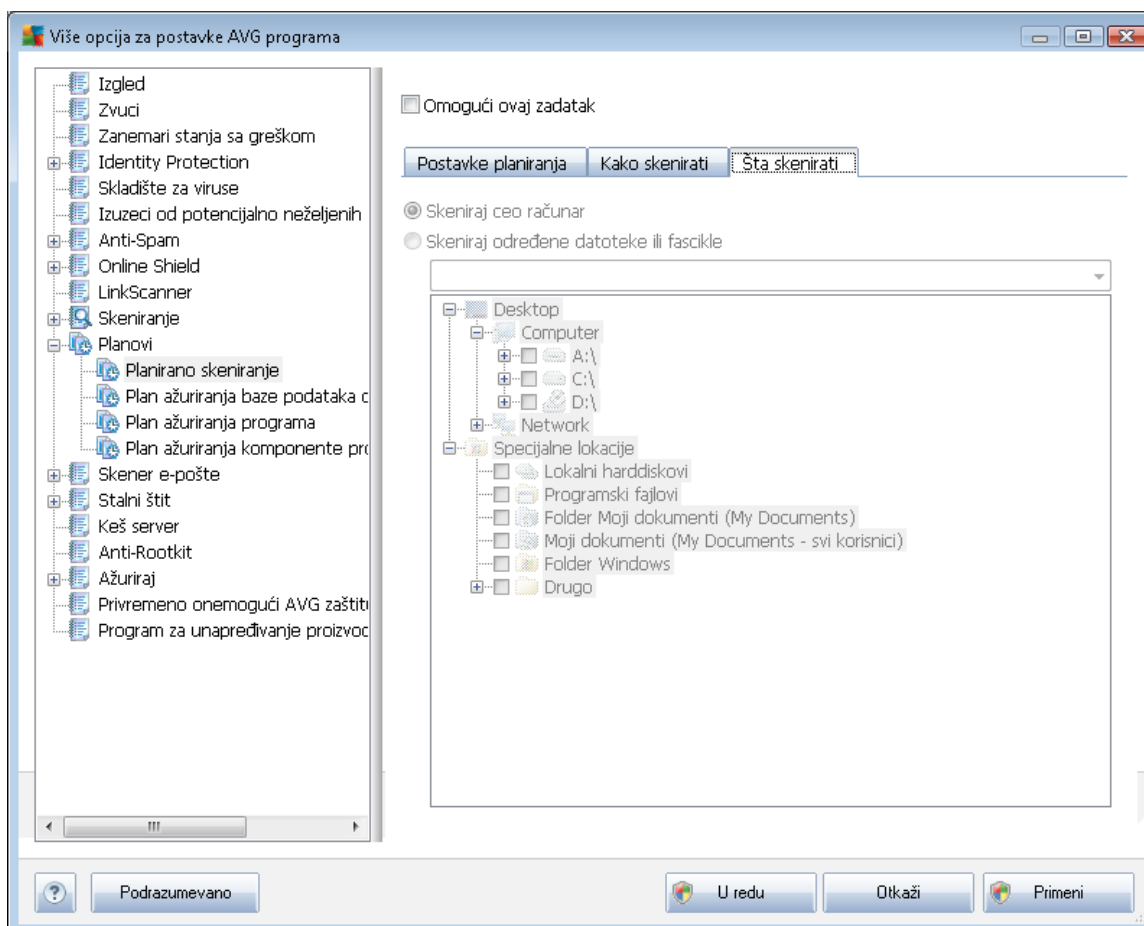 Više opcija za postavke AVG programa
Izgled
Zvuci
Zanemari stanja sa greškom
Identity Protection
Skladište za viruse
Izuzeci od potencijalno neželjenih
Anti-Spam
Online Shield
LinkScanner
Skeniranje
Planovi
Planirano skeniranje
Plan ažuriranja baze podataka
Plan ažuriranja programa
Plan ažuriranja komponente
Skener e-pošte
Stalni štit
Keš server
Anti-Rootkit
Ažuriraj
Privremeno onemogući AVG
Program za unapređivanje
Omogući ovaj zadatak
Postavke planiranja
Kako skenirati
Šta skenirati
Skeniraj ceo računar
Skeniraj određene datoteke ili fascikle
Desktop
Computer
A:\
C:\
D:\
Network
Specijalne lokacije
Lokalni harddiskovi
Programski fajlovi
Folder Moji dokumenti (My Documents)
Moji dokumenti (My Documents - svi korisnici)
Folder Windows
Drugo
Podrazumevano
U redu
Otkaži
Primeni